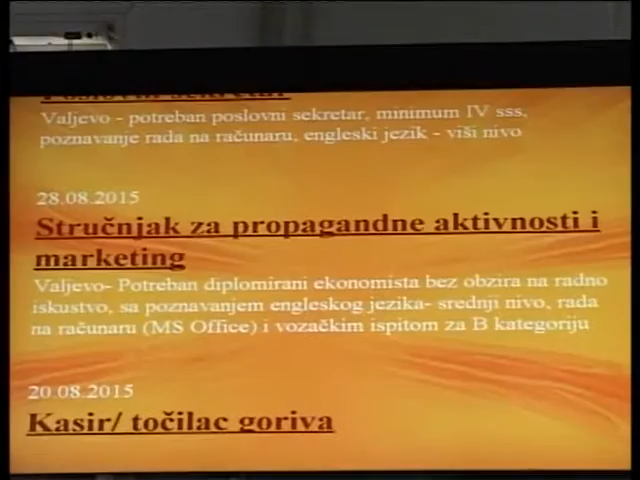 Poslovni sekretar
Valjevo - potreban poslovni sekretar, minimum IV sss,
poznavanje rada na računaru, engleski jezik - viši nivo
28.08.2015
Stručnjak za propagandne aktivnosti i
marketing
Valjevo- Potreban diplomirani ekonomista bez obzira na radno
iskustvo, sa poznavanjem engleskog jezika- srednji nivo, rada
na računaru (MS Office) i vozačkim ispitom za B kategoriju
20.08.2015
Kasir/ točilac goriva